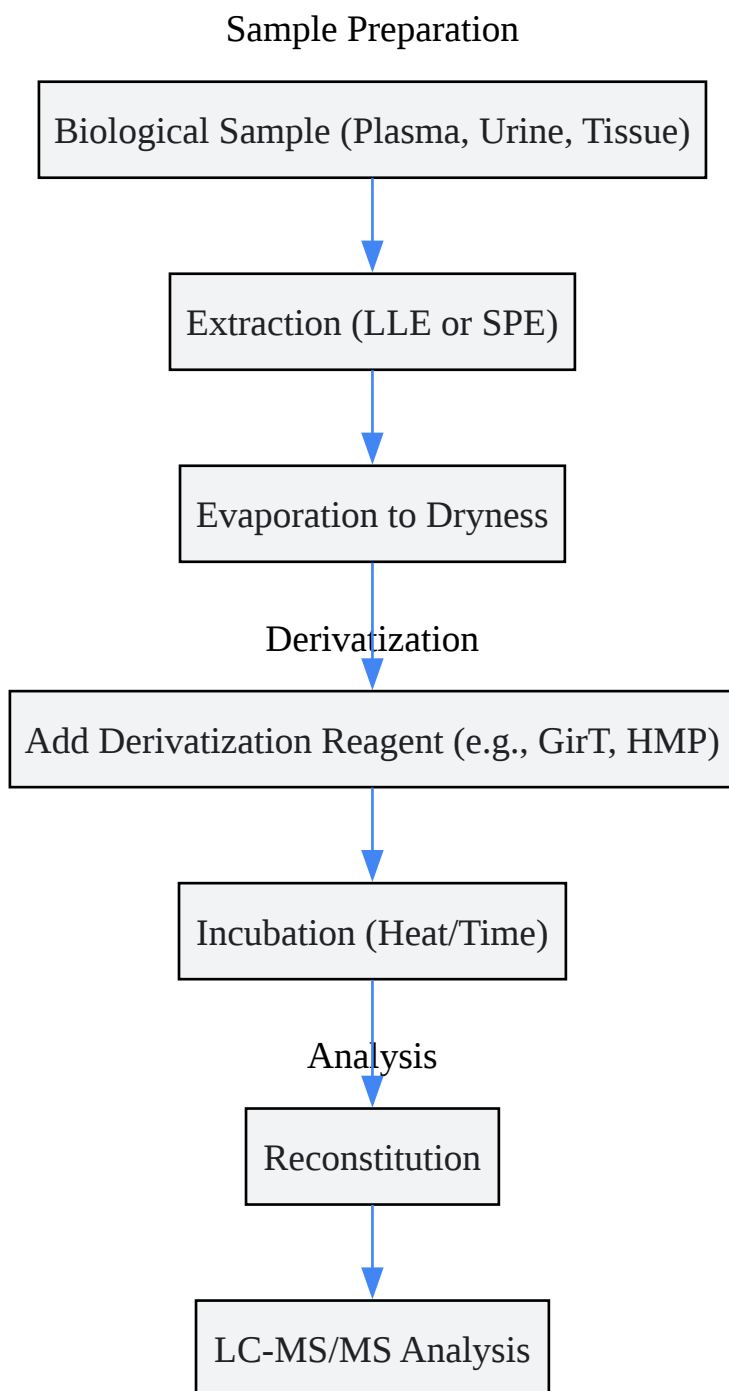 Sample Preparation
Biological Sample (Plasma, Urine, Tissue)
Extraction (LLE or SPE)
Evaporation to Dryness
Derivatization
Add Derivatization Reagent (e.g., GirT, HMP)
Incubation (Heat/Time)
Analysis
Reconstitution
LC-MS/MS Analysis